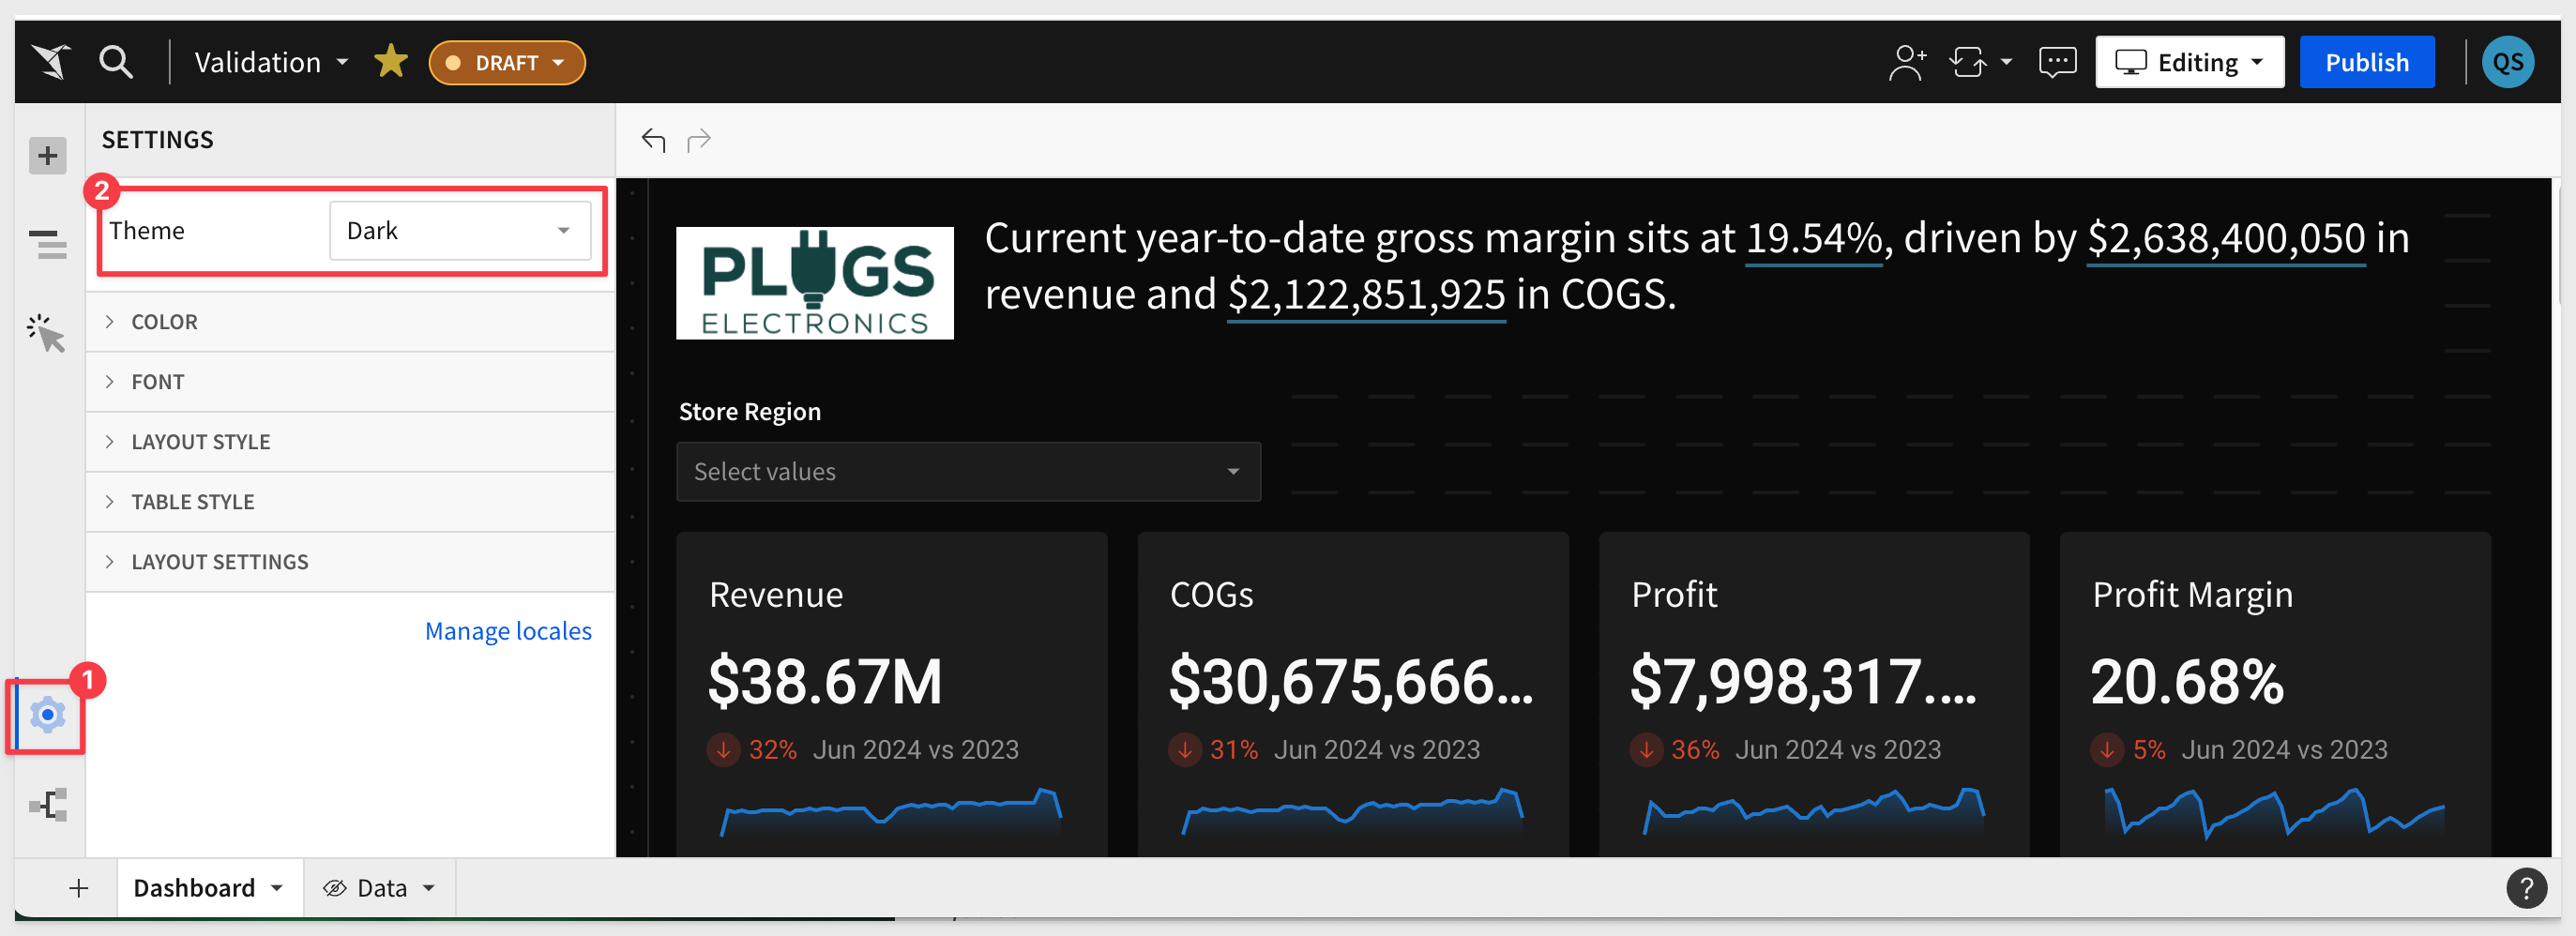 Validation
DRAFT
Editing
Publish
QS
SETTINGS
2
Theme
Dark
COLOR
FONT
LAYOUT STYLE
TABLE STYLE
LAYOUT SETTINGS
Manage locales
1
PLUGS
ELECTRONICS
Current year-to-date gross margin sits at 19.54%, driven by $2,638,400,050 in
revenue and $2,122,851,925 in COGS.
Store Region
Select values
Revenue
$38.67M
32% Jun 2024 vs 2023
COGs
$30,675,666...
31% Jun 2024 vs 2023
Profit
$7,998,317....
36% Jun 2024 vs 2023
Profit Margin
20.68%
5% Jun 2024 vs 2023
Dashboard
Data
?